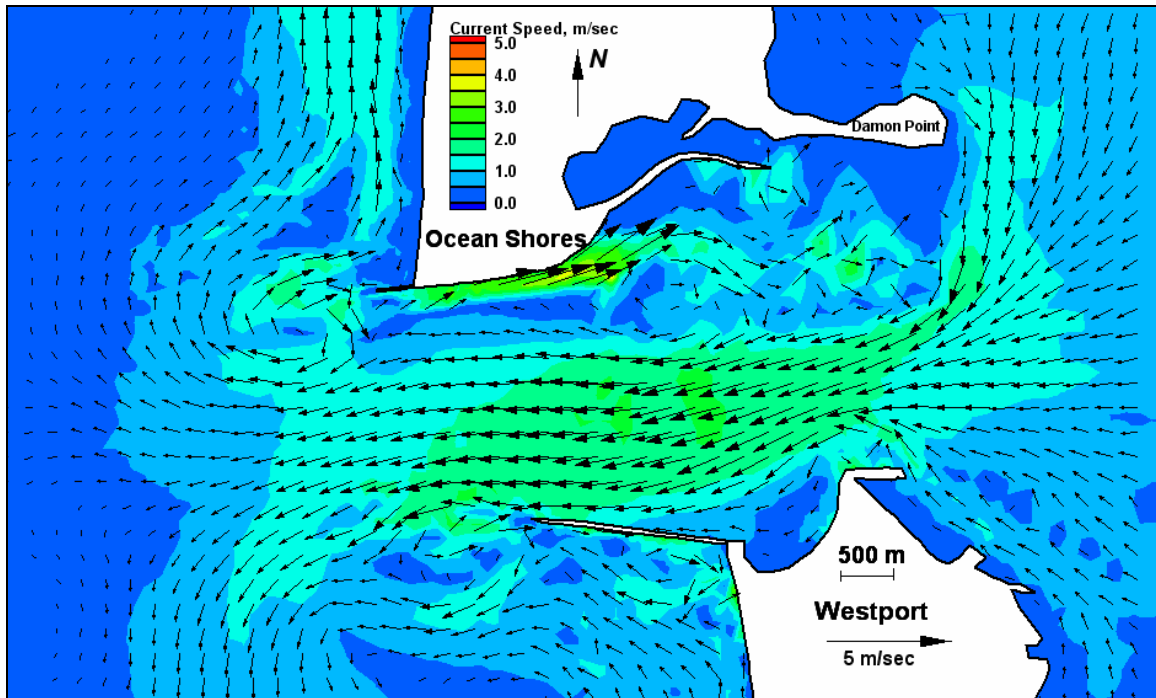 Current Speed, m/sec
5.0
4.0
3.0
2.0
1.0
0.0
N
Damon Point
Ocean Shores
500 m
Westport
5 m/sec